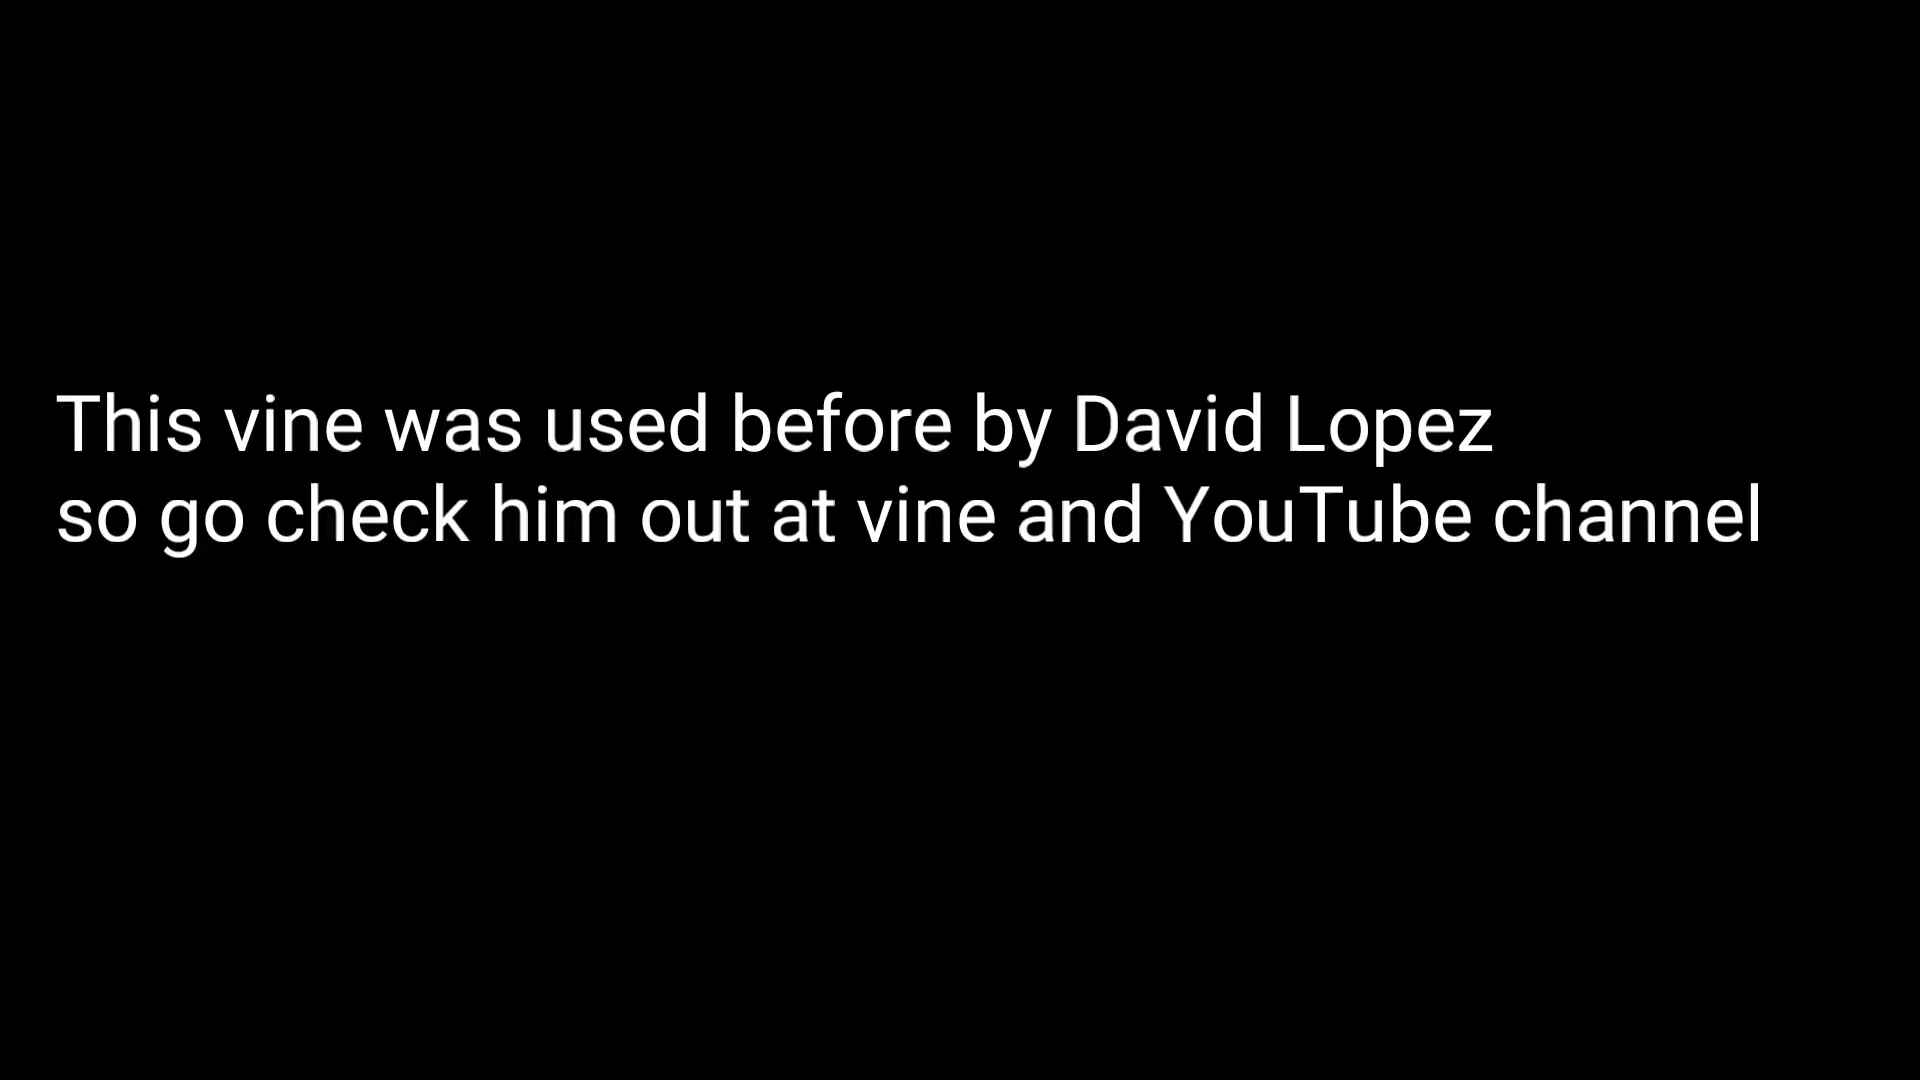 This vine was used before by David Lopez
so go check him out at vine and YouTube channel